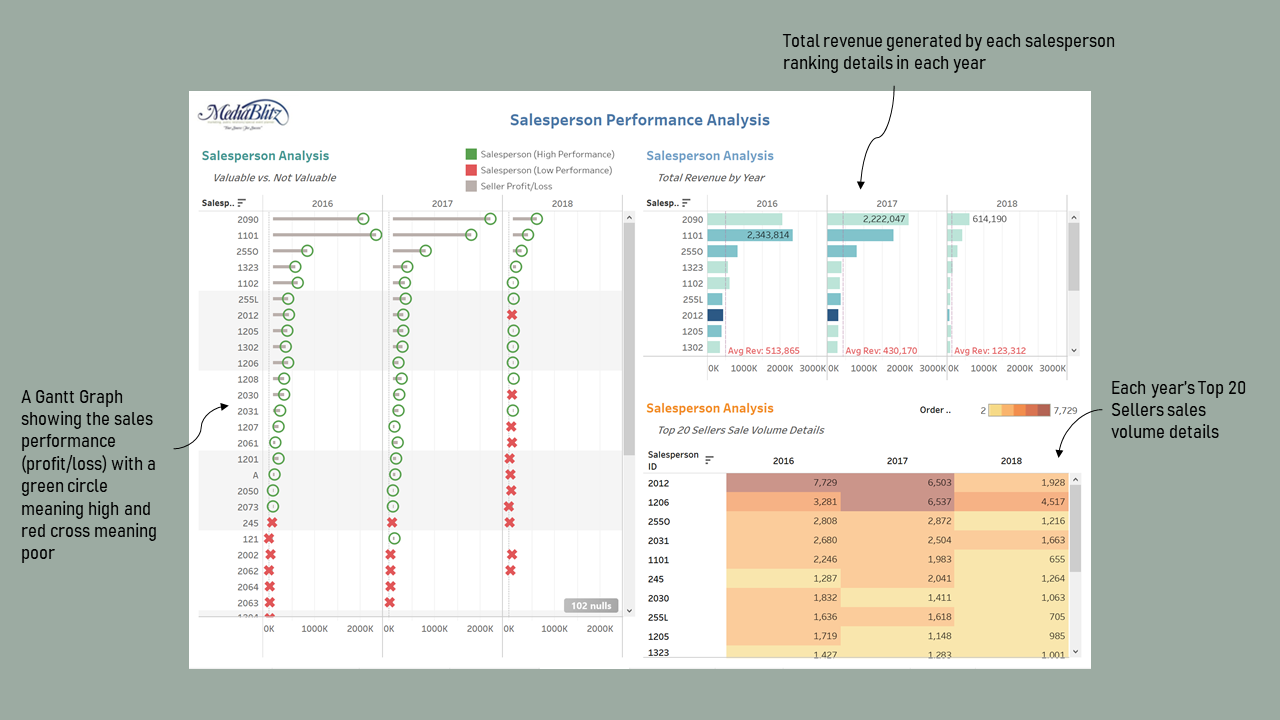 Total revenue generated by each salesperson
ranking details in each year
MediaBlitz
Salesperson Performance Analysis
Salesperson Analysis
Valuable vs. Not Valuable
Salesperson (High Performance)
Salesperson (Low Performance)
Seller Profit/Loss
Salesp.. 2016 2017 2018
2090
1101
2550
1323
1102
255L
2012
1205
1302
1206
1208
2030
2031
1207
2061
1201
A
2050
2073
245
121
2002
2062
2064
2063
102 nulls
0K 1000K 2000K 0K 1000K 2000K 0K 1000K 2000K
Salesperson Analysis
Total Revenue by Year
Salesp.. 2016 2017 2018
2090 2,222,047 614,190
1101 2,343,814
2550
1323
1102
255L
2012
1205
1302 Avg Rev: 513,865 Avg Rev: 430,170 Avg Rev: 123,312
0K 1000K 2000K 3000K 0K 1000K 2000K 3000K 0K 1000K 2000K 3000K
Salesperson Analysis
Order .. 2 7,729
Top 20 Sellers Sale Volume Details
Salesperson
ID 2016 2017 2018
2012 7,729 6,503 1,928
1206 3,281 6,537 4,517
255O 2,808 2,872 1,216
2031 2,680 2,504 1,663
1101 2,246 1,983 655
245 1,287 2,041 1,264
2030 1,832 1,411 1,063
255L 1,636 1,618 705
1205 1,719 1,148 985
1323 1,427 1,283 1,001
A Gantt Graph
showing the sales
performance
(profit/loss) with a
green circle
meaning high and
red cross meaning
poor
Each year's Top 20
Sellers sales
volume details